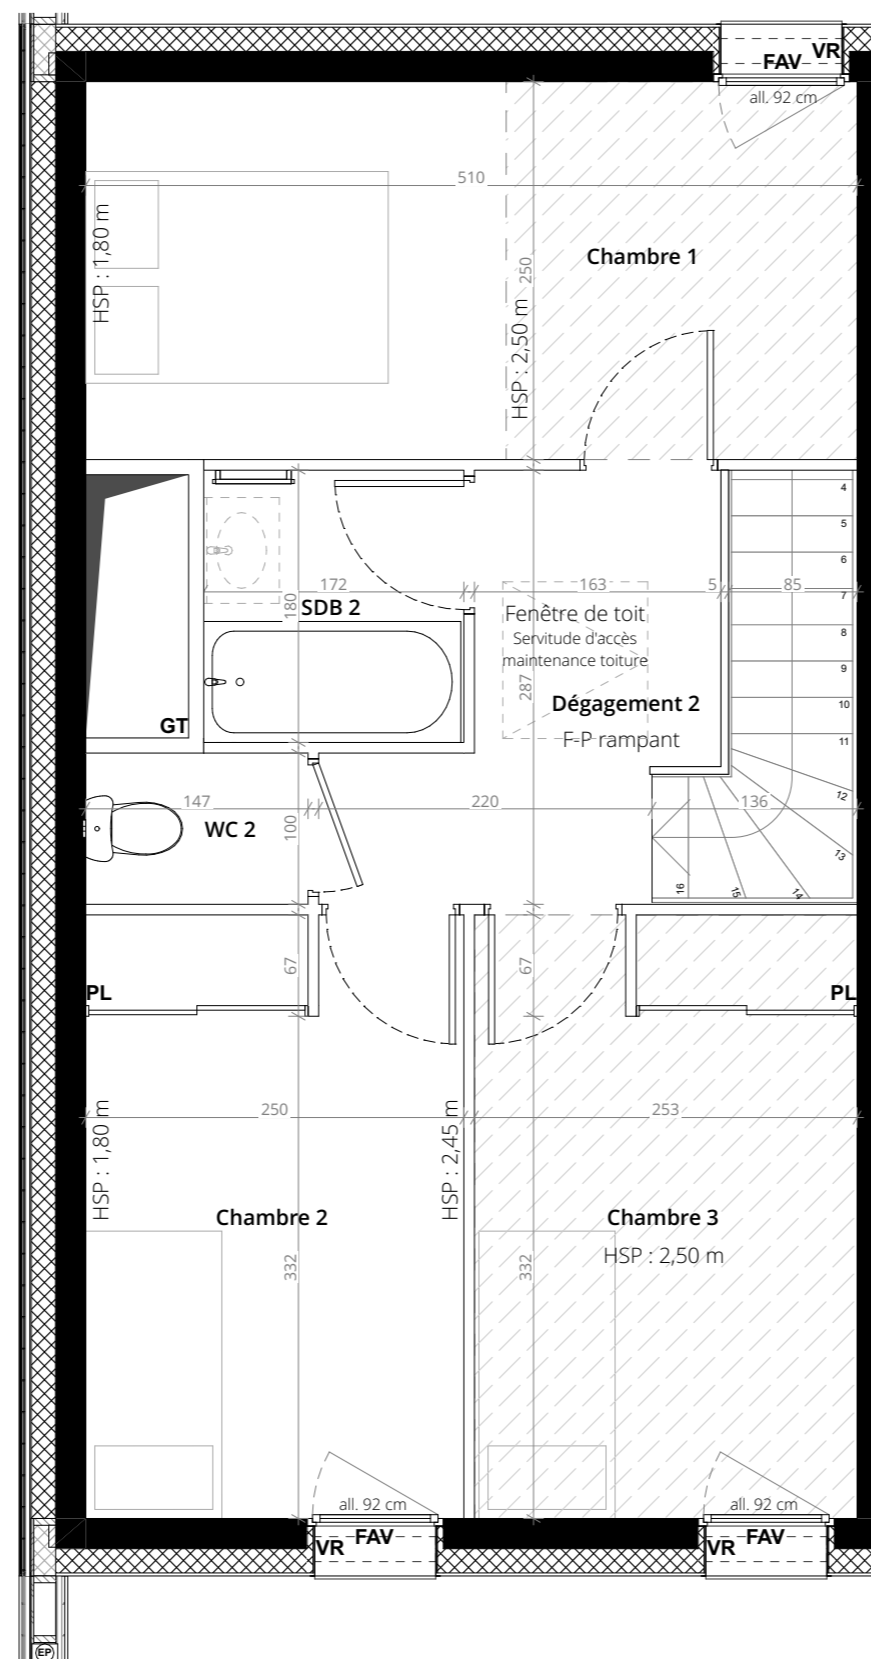 FAV VR
all. 92 cm
510
HSP : 1,80 m
Chambre 1
250
HSP : 2,50 m
4
5
6
7
8
9
10
11
12
13
14
15
16
172
163
5
85
180
SDB 2
Fenêtre de toit
Servitude d'accès
maintenance toiture
287
Dégagement 2
F-P rampant
GT
147
220
136
100
WC 2
67
67
PL
PL
250
253
HSP : 1,80 m
HSP : 2,45 m
Chambre 2
Chambre 3
HSP : 2,50 m
332
332
all. 92 cm
all. 92 cm
VR FAV
VR FAV
EP